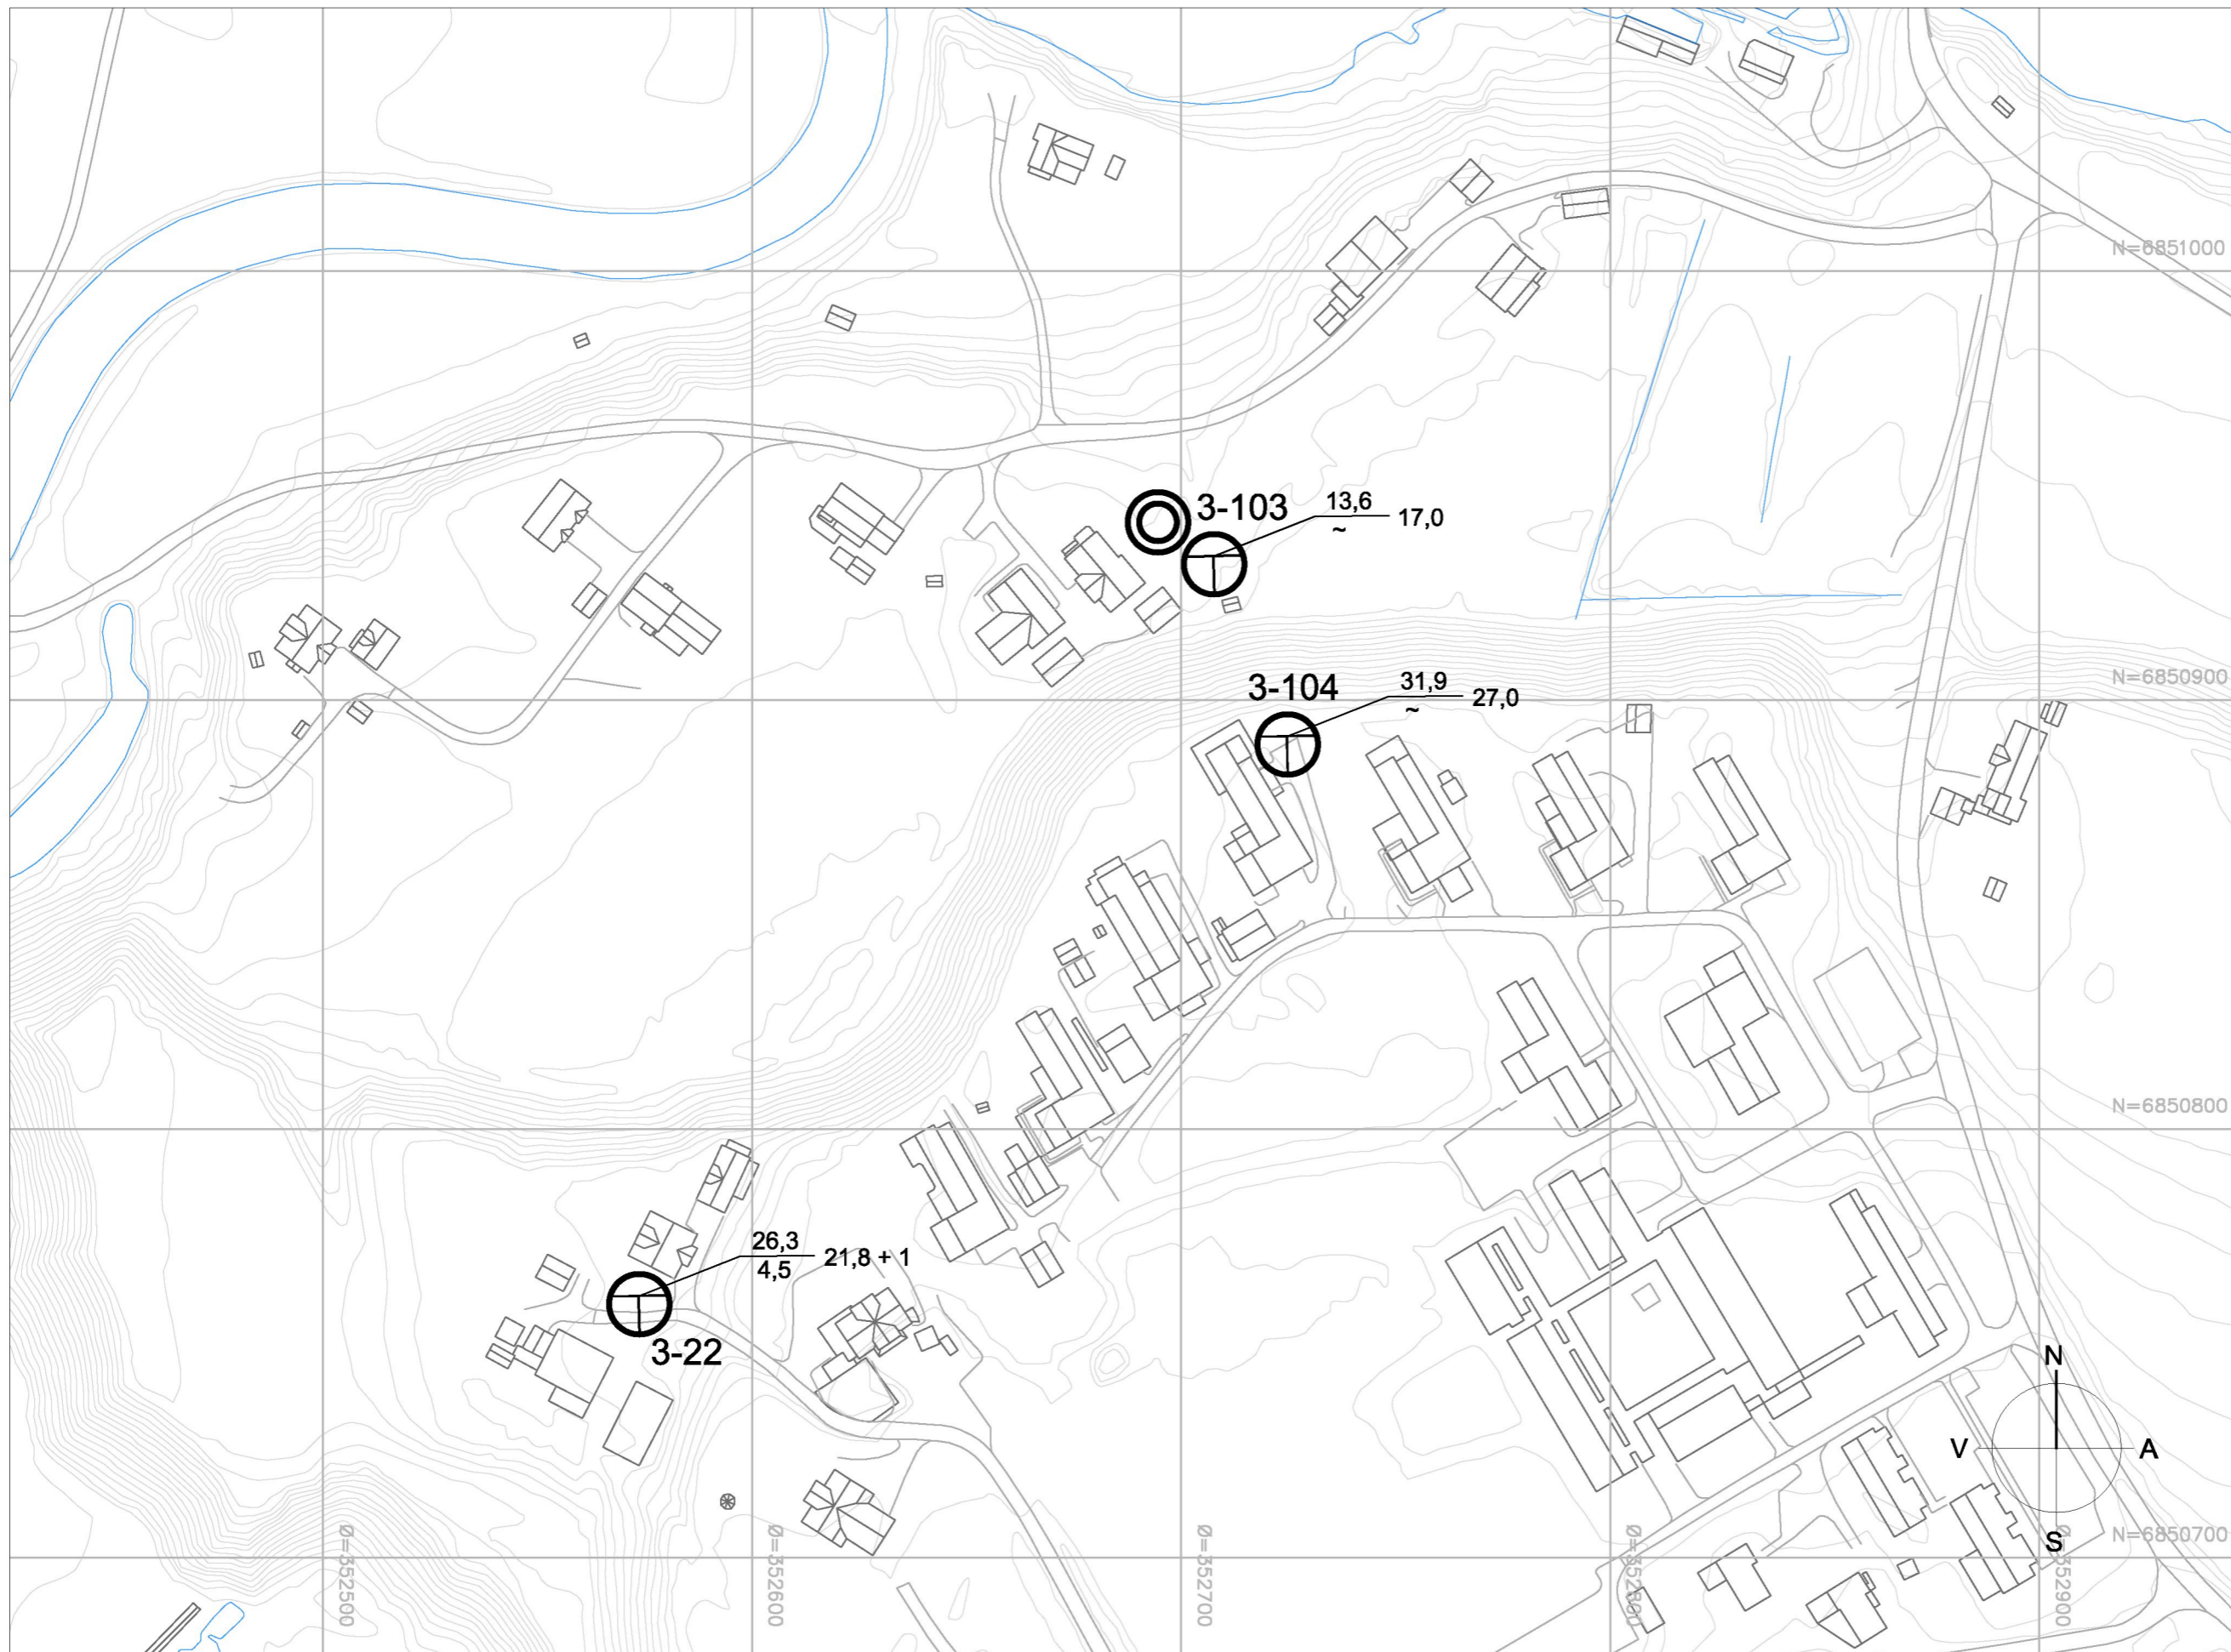 N=6851000
3-103
13,6
~
17,0
N=6850900
3-104
31,9
~
27,0
N=6850800
26,3
4,5
21,8 + 1
3-22
N
V
A
S
N=6850700
Ø=352500
Ø=352600
Ø=352700
Ø=352800
Ø=352900